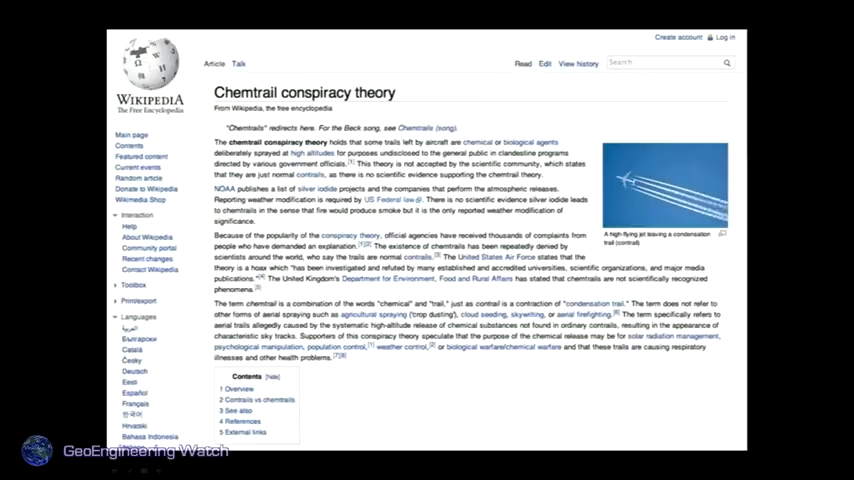 Create account
Log in
WIKIPEDIA
The Free Encyclopedia
Article Talk
Read Edit View history
Search
Chemtrail conspiracy theory
From Wikipedia, the free encyclopedia
"Chemtrails" redirects here. For the Beck song, see Chemtrails (song).
The chemtrail conspiracy theory holds that some trails left by aircraft are chemical or biological agents
deliberately sprayed at high altitudes for purposes undisclosed to the general public in clandestine programs
directed by various government officials.[1] This theory is not accepted by the scientific community, which states
that they are just normal contrails, as there is no scientific evidence supporting the chemtrail theory.
NOAA publishes a list of silver iodide projects and the companies that perform the atmospheric releases.
Reporting weather modification is required by US Federal law. There is no scientific evidence silver iodide leads
to chemtrails in the sense that fire would produce smoke but it is the only reported weather modification of
significance.
Because of the popularity of the conspiracy theory, official agencies have received thousands of complaints from
people who have demanded an explanation.[1][2] The existence of chemtrails has been repeatedly denied by
scientists around the world, who say the trails are normal contrails.[3] The United States Air Force states that the
theory is a hoax which "has been investigated and refuted by many established and accredited universities, scientific organizations, and major media
publications."[4] The United Kingdom's Department for Environment, Food and Rural Affairs has stated that chemtrails are not scientifically recognized
phenomena.[5]
The term chemtrail is a combination of the words "chemical" and "trail," just as contrail is a contraction of "condensation trail." The term does not refer to
other forms of aerial spraying such as agricultural spraying ('crop dusting'), cloud seeding, skywriting, or aerial firefighting.[6] The term specifically refers to
aerial trails allegedly caused by the systematic high-altitude release of chemical substances not found in ordinary contrails, resulting in the appearance of
characteristic sky tracks. Supporters of this conspiracy theory speculate that the purpose of the chemical release may be for solar radiation management,
psychological manipulation, population control,[1] weather control,[2] or biological warfare/chemical warfare and that these trails are causing respiratory
illnesses and other health problems.[7][8]
A high-flying jet leaving a condensation
trail (contrail)
Contents [hide]
1 Overview
2 Contrails vs chemtrails
3 See also
4 References
5 External links
Main page
Contents
Featured content
Current events
Random article
Donate to Wikipedia
Wikimedia Shop
Interaction
Help
About Wikipedia
Community portal
Recent changes
Contact Wikipedia
Toolbox
Print/export
Languages
العربية
Български
Català
Česky
Deutsch
Eesti
Español
Français
한국어
Hrvatski
Bahasa Indonesia
GeoEngineering Watch